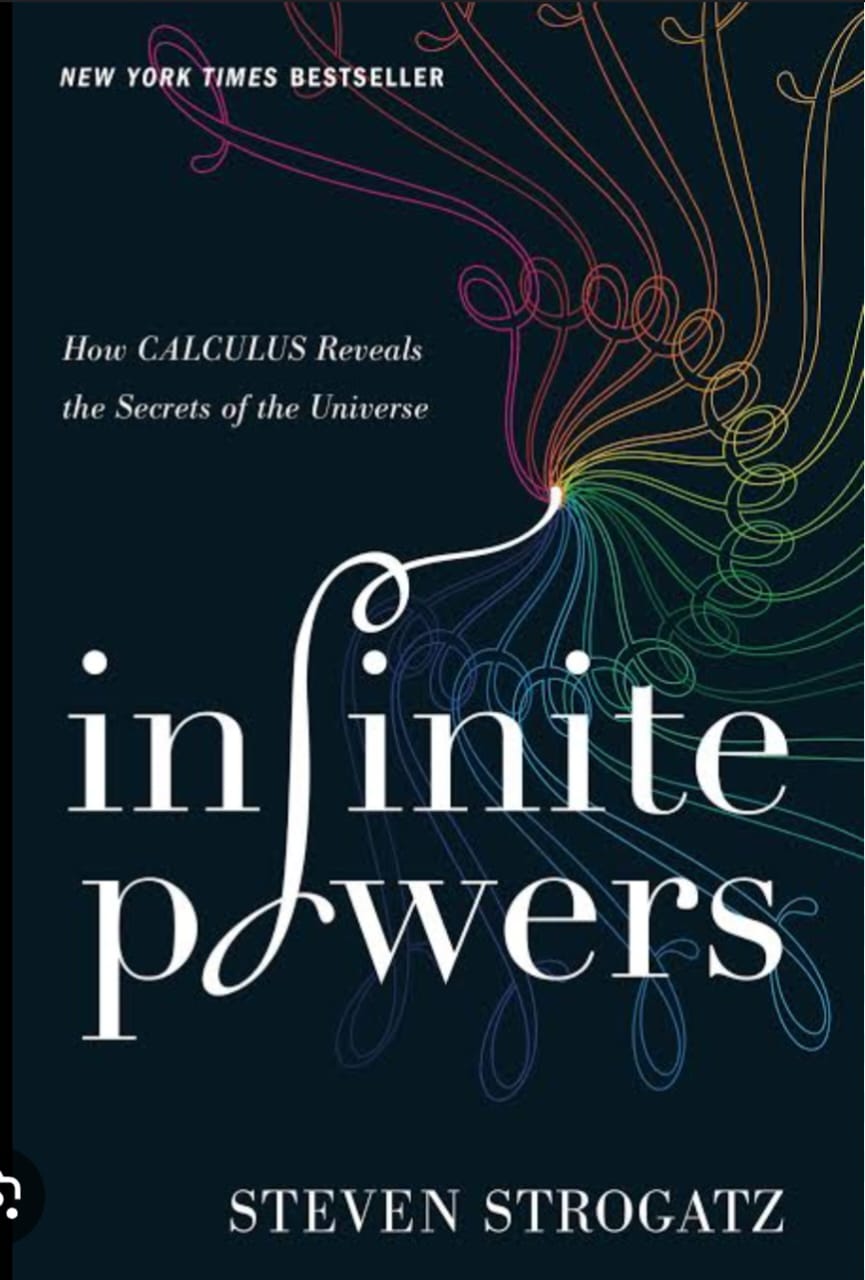 NEW YORK TIMES BESTSELLER
How CALCULUS Reveals
the Secrets of the Universe
infinite
powers
STEVEN STROGATZ